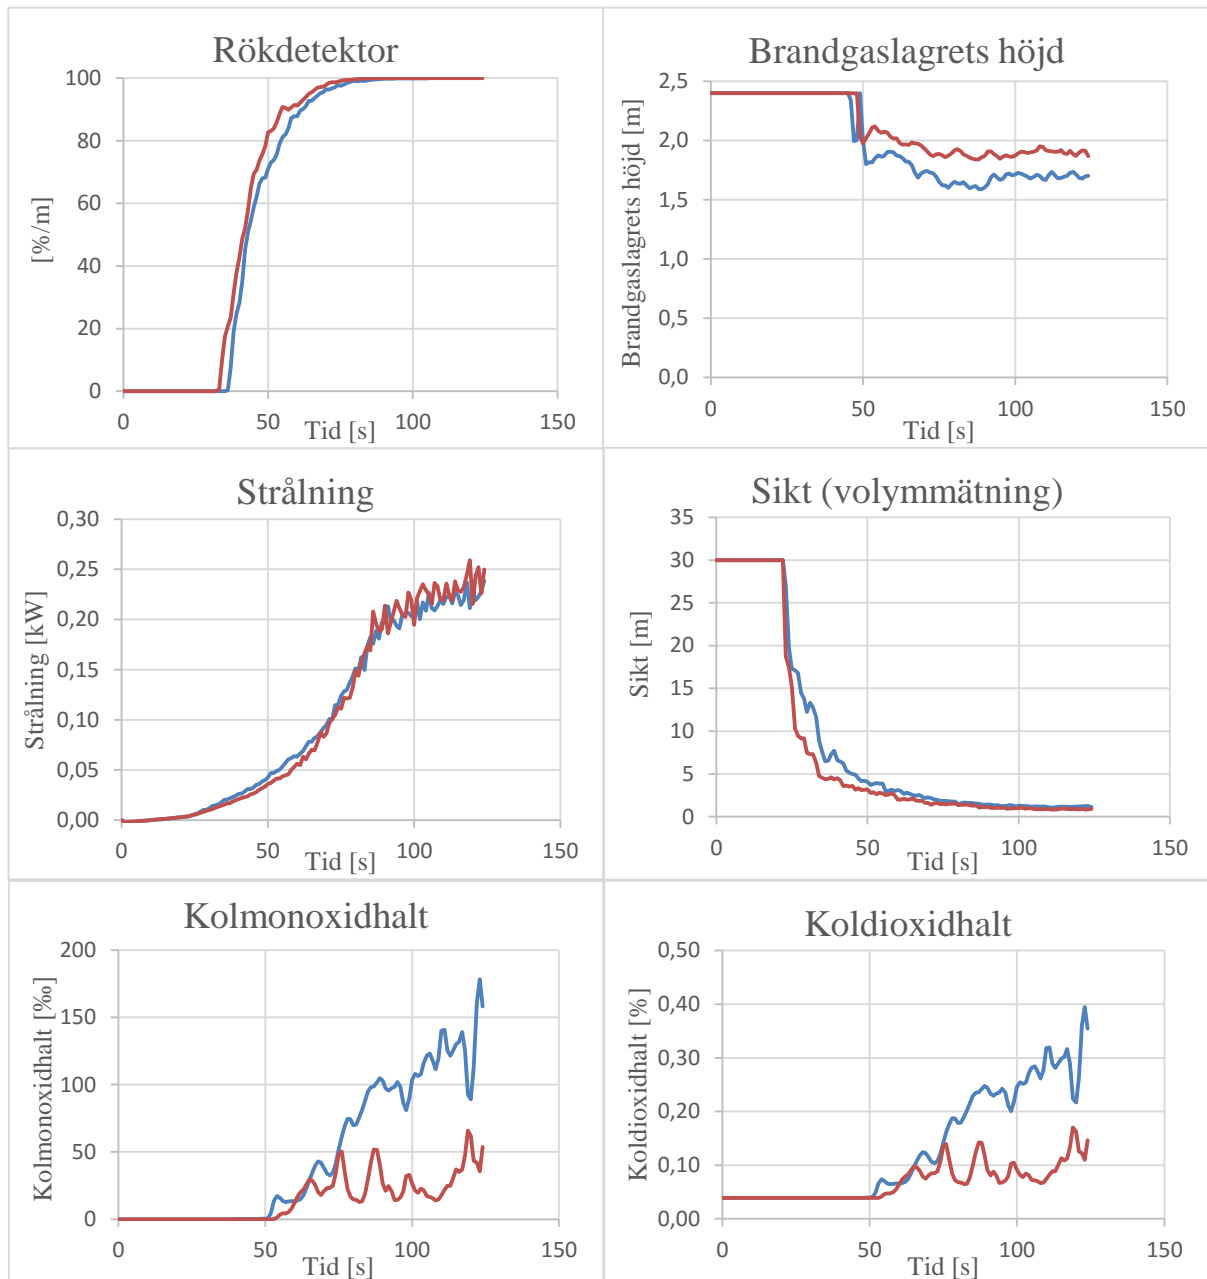 Rökdetektor
[%/m]
100
80
60
40
20
0
0 50 100 150
Tid [s]
Brandgaslagrets höjd
Brandgaslagrets höjd [m]
2,5
2,0
1,5
1,0
0,5
0,0
0 50 100 150
Tid [s]
Strålning
Strålning [kW]
0,30
0,25
0,20
0,15
0,10
0,05
0,00
0 50 100 150
Tid [s]
Sikt (volymmätning)
Sikt [m]
35
30
25
20
15
10
5
0
0 50 100 150
Tid [s]
Kolmonoxidhalt
Kolmonoxidhalt [‰]
200
150
100
50
0
0 50 100 150
Tid [s]
Koldioxidhalt
Koldioxidhalt [%]
0,50
0,40
0,30
0,20
0,10
0,00
0 50 100 150
Tid [s]